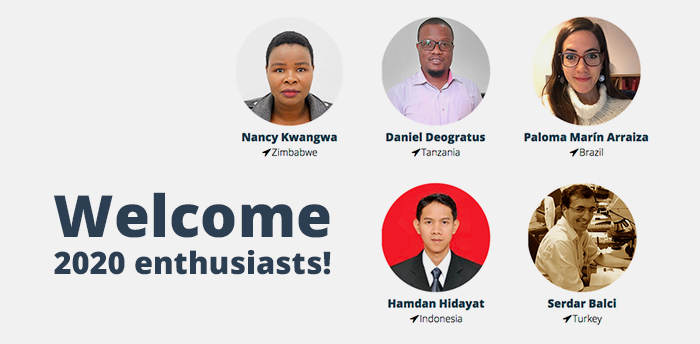 Nancy Kwangwa
Zimbabwe
Daniel Deogratus
Tanzania
Paloma Marín Arraiza
Brazil
Welcome
2020 enthusiasts!
Hamdan Hidayat
Indonesia
Serdar Balci
Turkey